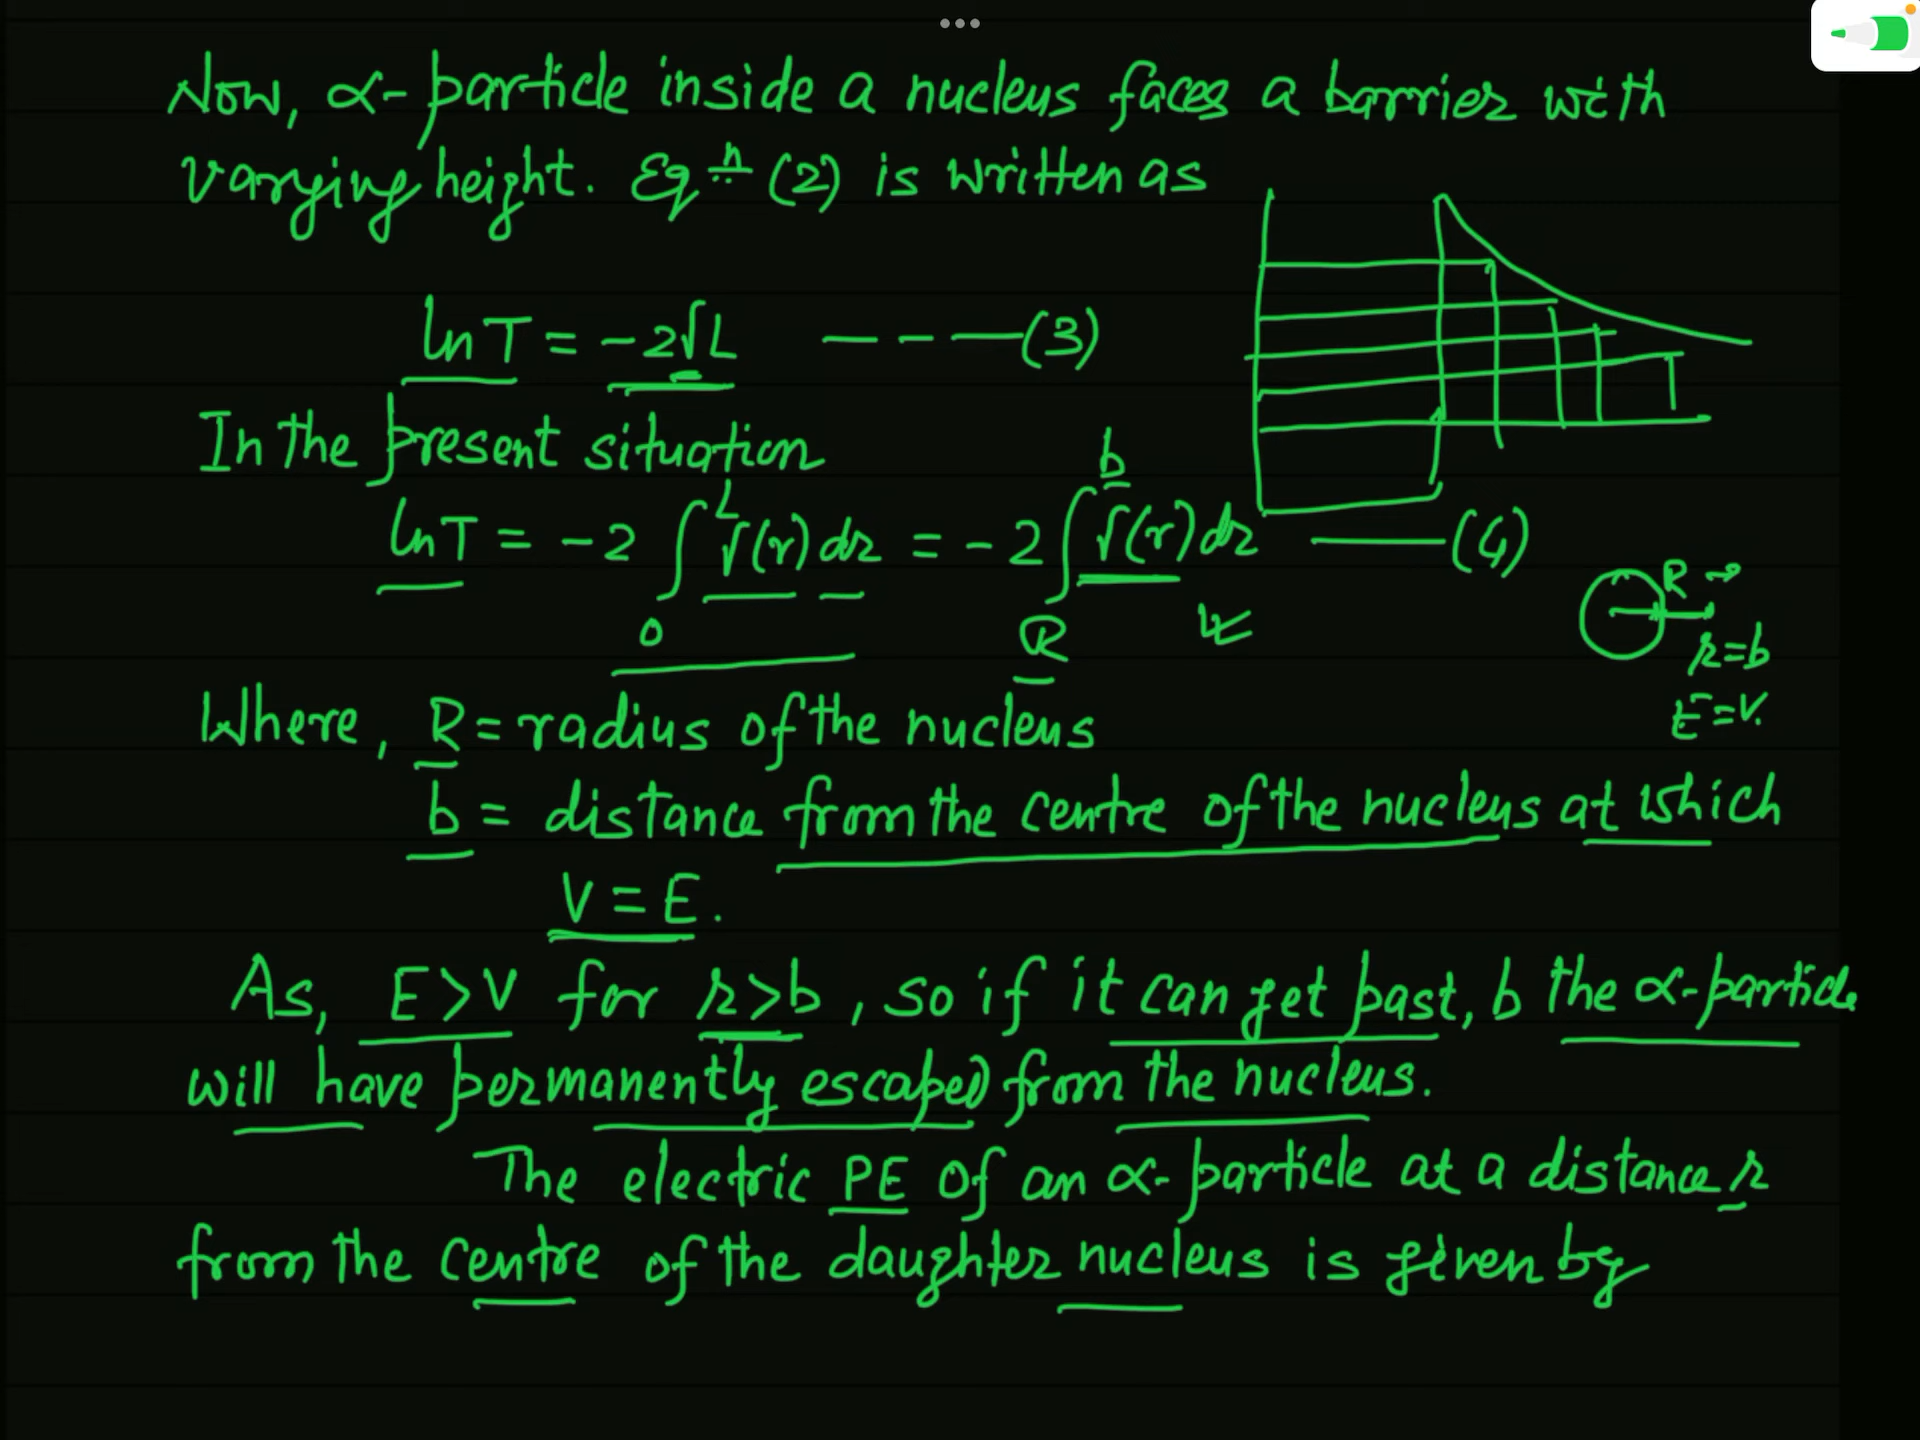 Now, α-particle inside a nucleus faces a barrier with
varying height. Eqⁿ (2) is written as
ln T = -2√L ---(3)
In the present situation
ln T = -2 ∫₀ᴸ √(r) dr = -2 ∫_R^b √(r) dr —(4)
R →
r=b
E=V.
Where, R = radius of the nucleus
b = distance from the centre of the nucleus at which
V = E.
As, E>V for r>b, so if it can get past, b the α-particle
will have permanently escaped from the nucleus.
The electric PE of an α-particle at a distance r
from the centre of the daughter nucleus is given by